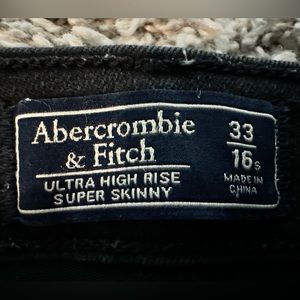 Abercrombie
& Fitch
ULTRA HIGH RISE
SUPER SKINNY
33
16s
MADE IN
CHINA